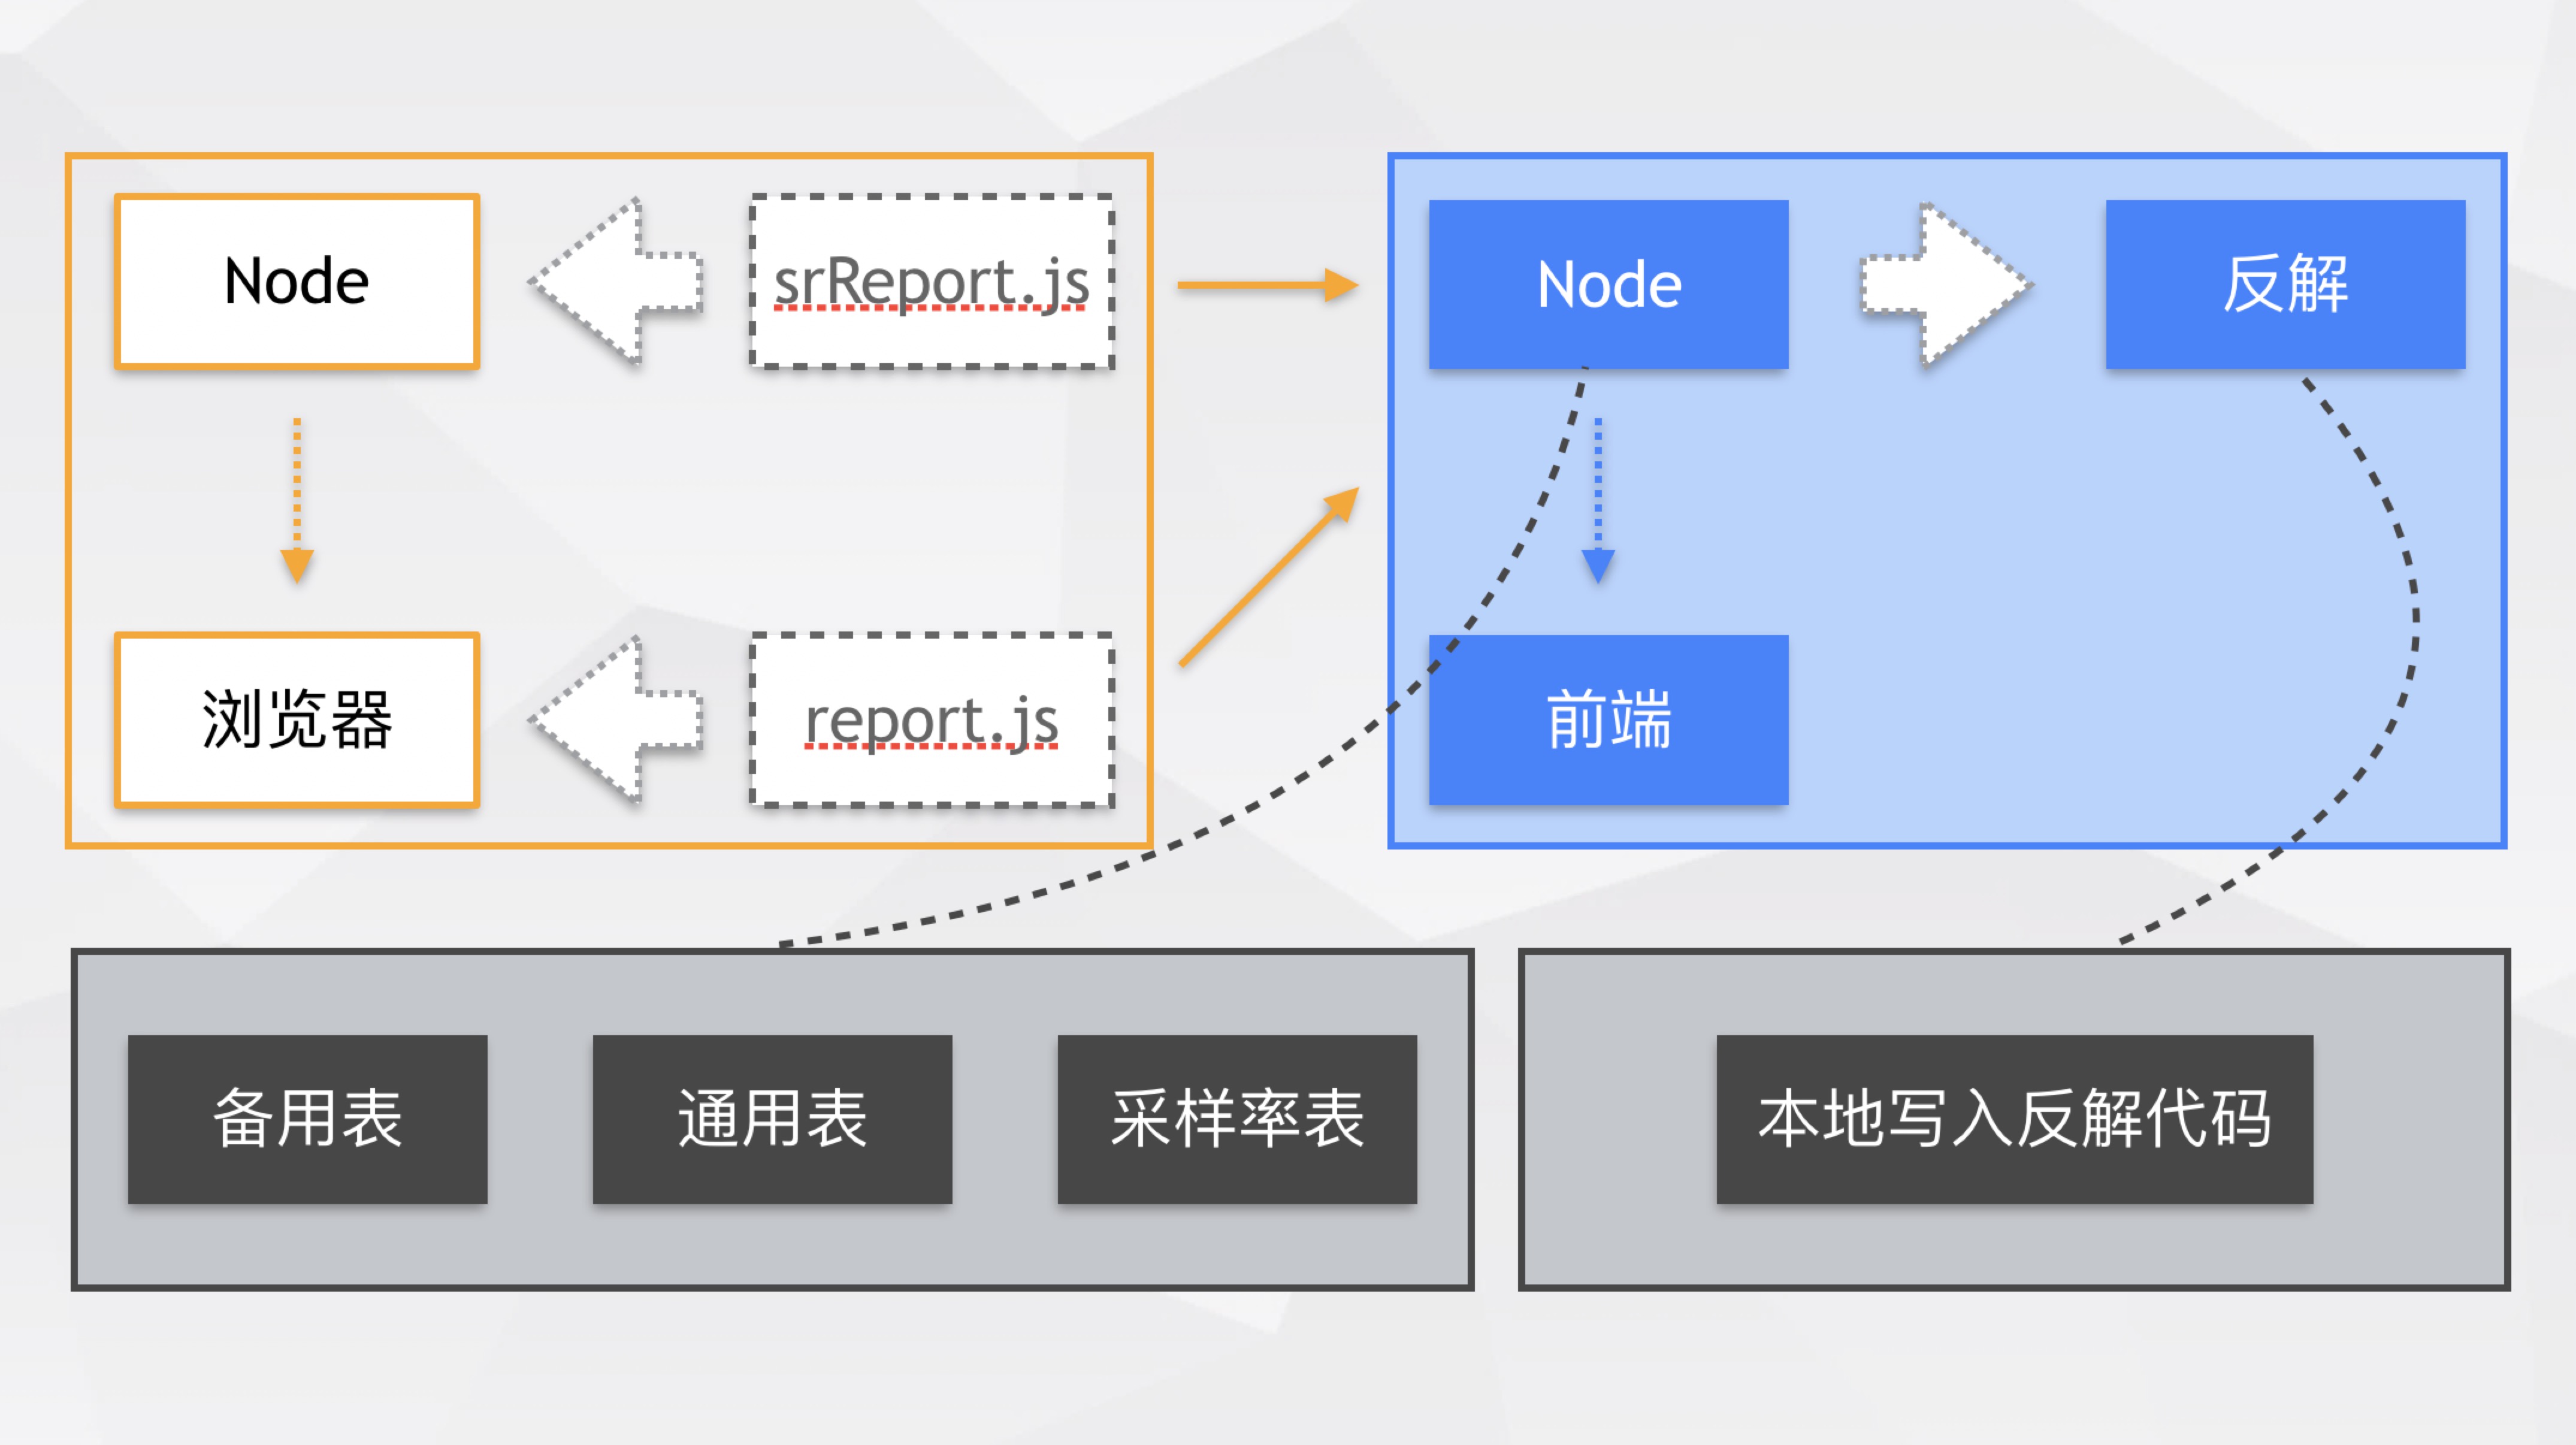 Node
srReport.js
Node
反解
浏览器
report.js
前端
备用表
通用表
采样率表
本地写入反解代码